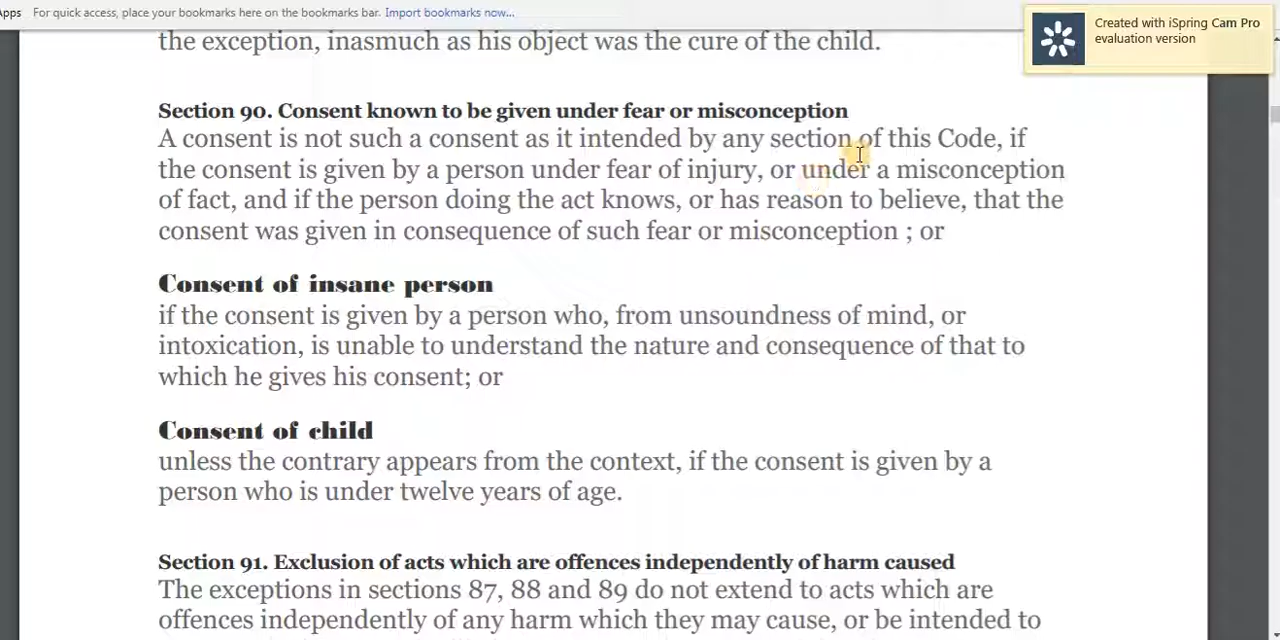 Apps For quick access, place your bookmarks here on the bookmarks bar. Import bookmarks now...
Created with iSpring Cam Pro
evaluation version
the exception, inasmuch as his object was the cure of the child.
Section 90. Consent known to be given under fear or misconception
A consent is not such a consent as it intended by any section of this Code, if
the consent is given by a person under fear of injury, or under a misconception
of fact, and if the person doing the act knows, or has reason to believe, that the
consent was given in consequence of such fear or misconception ; or
Consent of insane person
if the consent is given by a person who, from unsoundness of mind, or
intoxication, is unable to understand the nature and consequence of that to
which he gives his consent; or
Consent of child
unless the contrary appears from the context, if the consent is given by a
person who is under twelve years of age.
Section 91. Exclusion of acts which are offences independently of harm caused
The exceptions in sections 87, 88 and 89 do not extend to acts which are
offences independently of any harm which they may cause, or be intended to